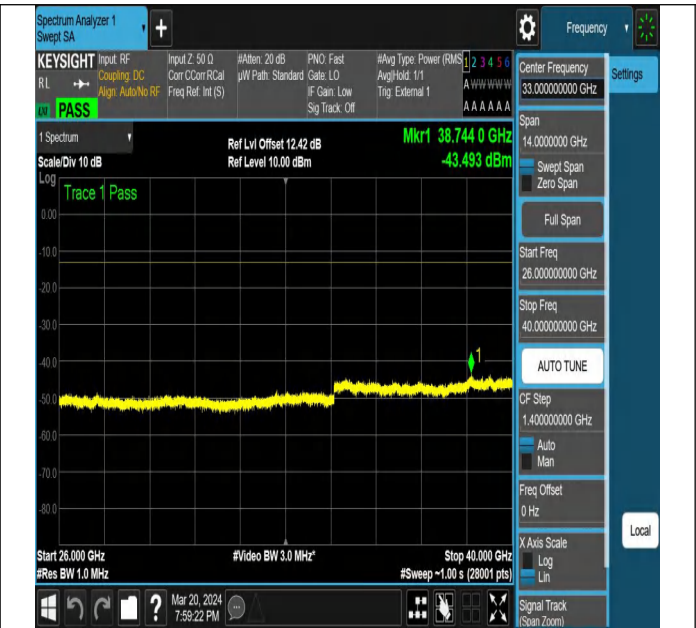 Spectrum Analyzer 1
Swept SA
+
Frequency
KEYSIGHT
RL
PASS
Input: RF
Coupling: DC
Align: Auto/No RF
Input Z: 50 Ω
Corr CCorr RCal
Freq Ref: Int (S)
#Atten: 20 dB
µW Path: Standard
PNO: Fast
Gate: LO
IF Gain: Low
Sig Track: Off
#Avg Type: Power (RMS
Avg|Hold: 1/1
Trig: External 1
1 2 3 4 5 6
A W W W W W
A A A A A A
1 Spectrum
Scale/Div 10 dB
Ref Lvl Offset 12.42 dB
Ref Level 10.00 dBm
Mkr1 38.744 0 GHz
-43.493 dBm
Log
Trace 1 Pass
0.00
-10.0
-20.0
-30.0
-40.0
1
-50.0
-60.0
-70.0
-80.0
Start 26.000 GHz
#Res BW 1.0 MHz
#Video BW 3.0 MHz*
Stop 40.000 GHz
#Sweep ~1.00 s (28001 pts)
Mar 20, 2024
7:59:22 PM
Center Frequency
33.000000000 GHz
Settings
Span
14.0000000 GHz
Swept Span
Zero Span
Full Span
Start Freq
26.000000000 GHz
Stop Freq
40.000000000 GHz
AUTO TUNE
CF Step
1.400000000 GHz
Auto
Man
Freq Offset
0 Hz
X Axis Scale
Log
Lin
Local
Signal Track
(Span Zoom)